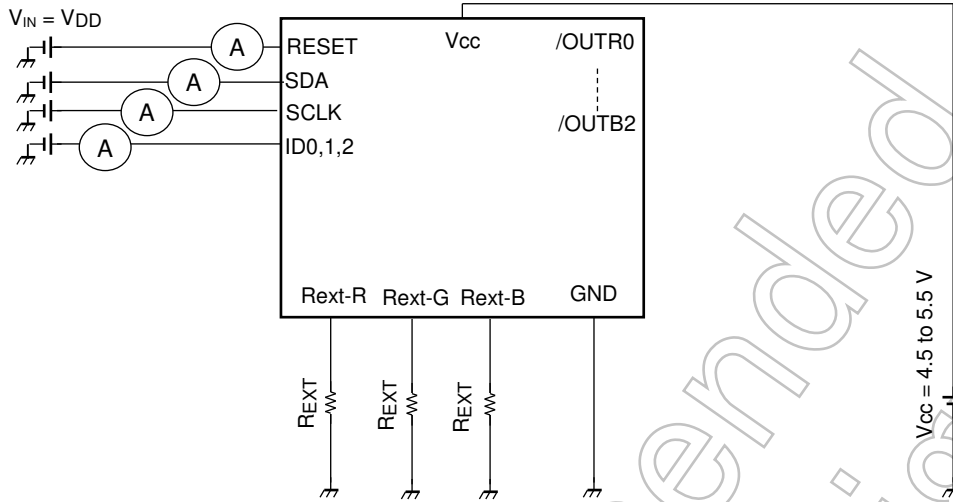 VIN = VDD
A
A
A
A
RESET
SDA
SCLK
ID0,1,2
Vcc
/OUTR0
/OUTB2
Rext-R
Rext-G
Rext-B
GND
REXT
REXT
REXT
Vcc = 4.5 to 5.5 V
ended